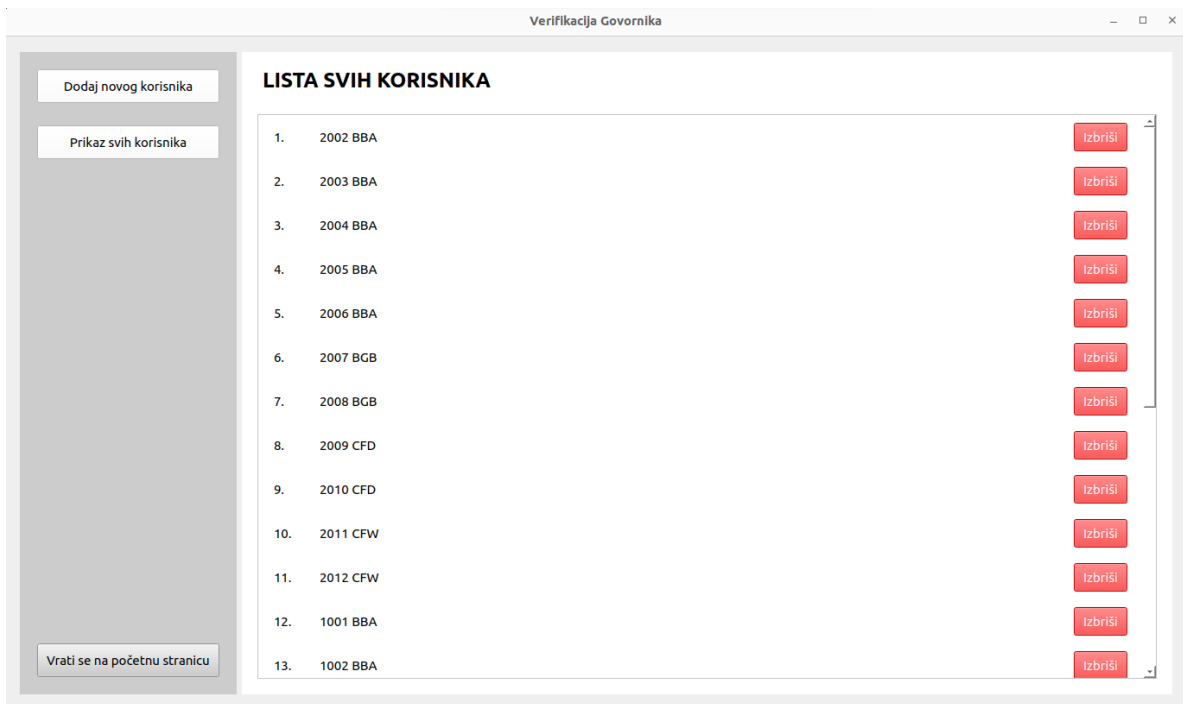 Verifikacija Govornika
Dodaj novog korisnika
Prikaz svih korisnika
Vrati se na početnu stranicu
LISTA SVIH KORISNIKA
1. 2002 BBA Izbriši
2. 2003 BBA Izbriši
3. 2004 BBA Izbriši
4. 2005 BBA Izbriši
5. 2006 BBA Izbriši
6. 2007 BGB Izbriši
7. 2008 BGB Izbriši
8. 2009 CFD Izbriši
9. 2010 CFD Izbriši
10. 2011 CFW Izbriši
11. 2012 CFW Izbriši
12. 1001 BBA Izbriši
13. 1002 BBA Izbriši